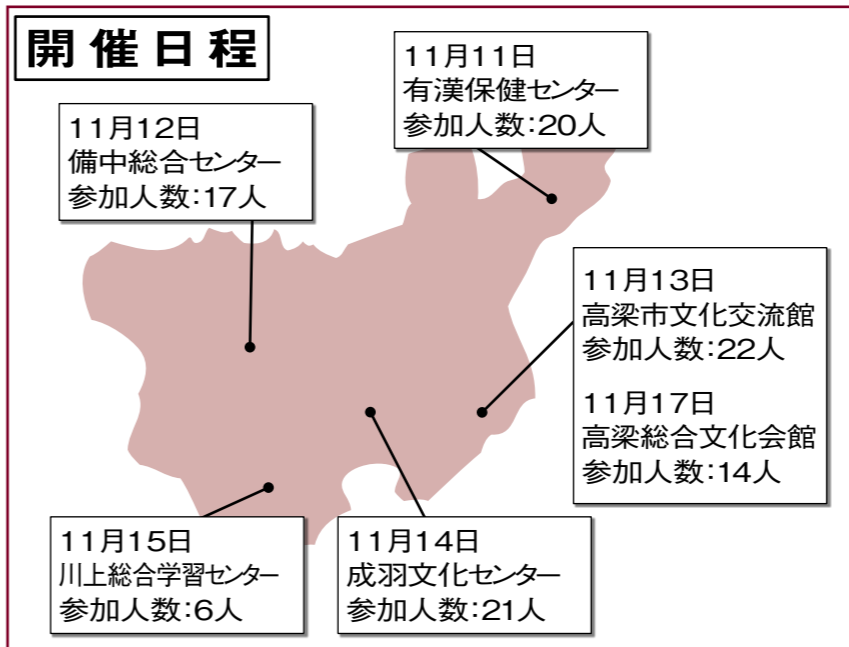 開催日程
11月11日
有漢保健センター
参加人数:20人
11月12日
備中総合センター
参加人数:17人
11月13日
高梁市文化交流館
参加人数:22人
11月17日
高梁総合文化会館
参加人数:14人
11月15日
川上総合学習センター
参加人数:6人
11月14日
成羽文化センター
参加人数:21人